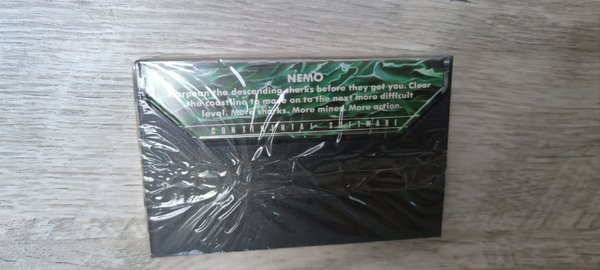 NEMO
Harpoon the descending sharks before they get you. Clear
the coastline to move on to the next more difficult
level. More sharks. More mines. More action.
CONTINENTAL SOFTWARE